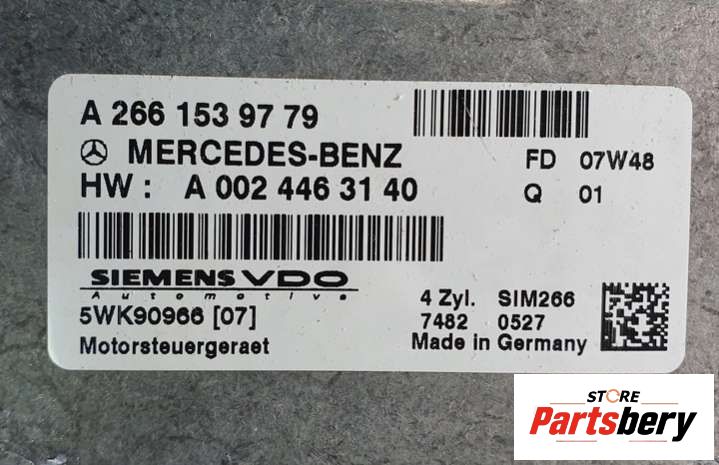 A 266 153 97 79
MERCEDES-BENZ FD 07W48
HW : A 002 446 31 40 Q 01
SIEMENS VDO
Automotive
4 Zyl. SIM266
5WK90966 [07] 7482 0527
Motorsteuergeraet Made in Germany
STORE
Partsbery